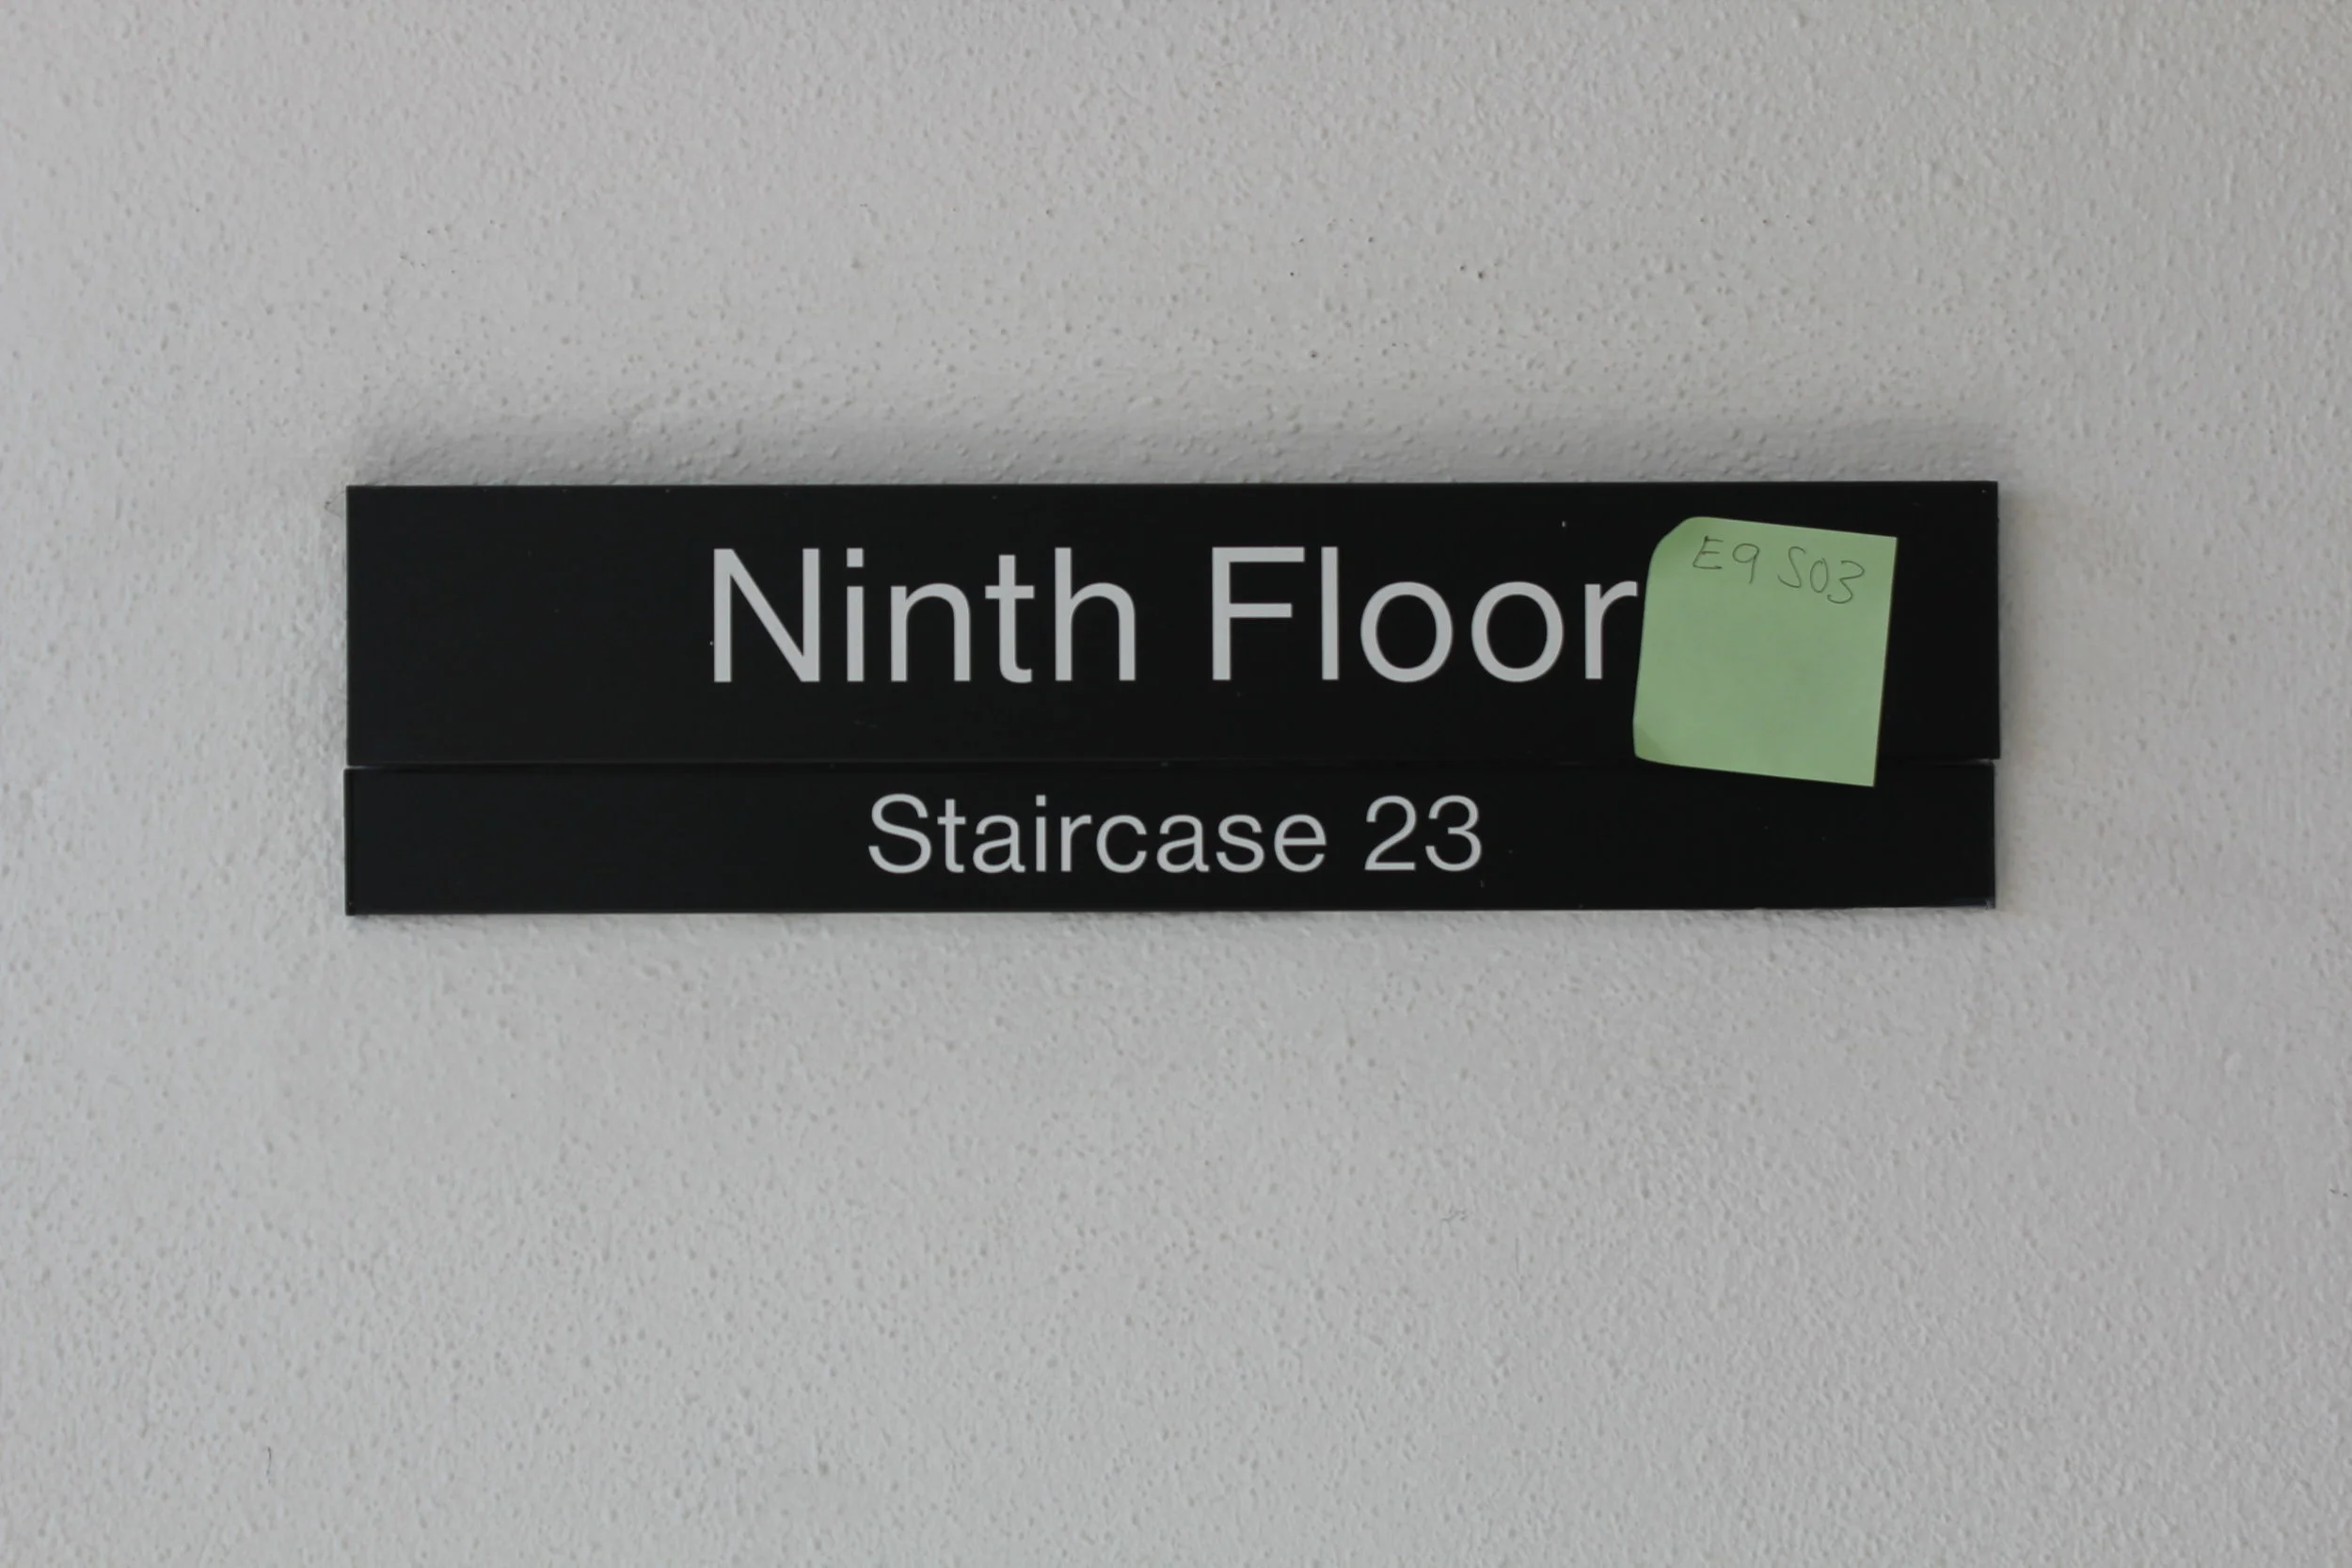 Ninth Floor
E9 S03
Staircase 23